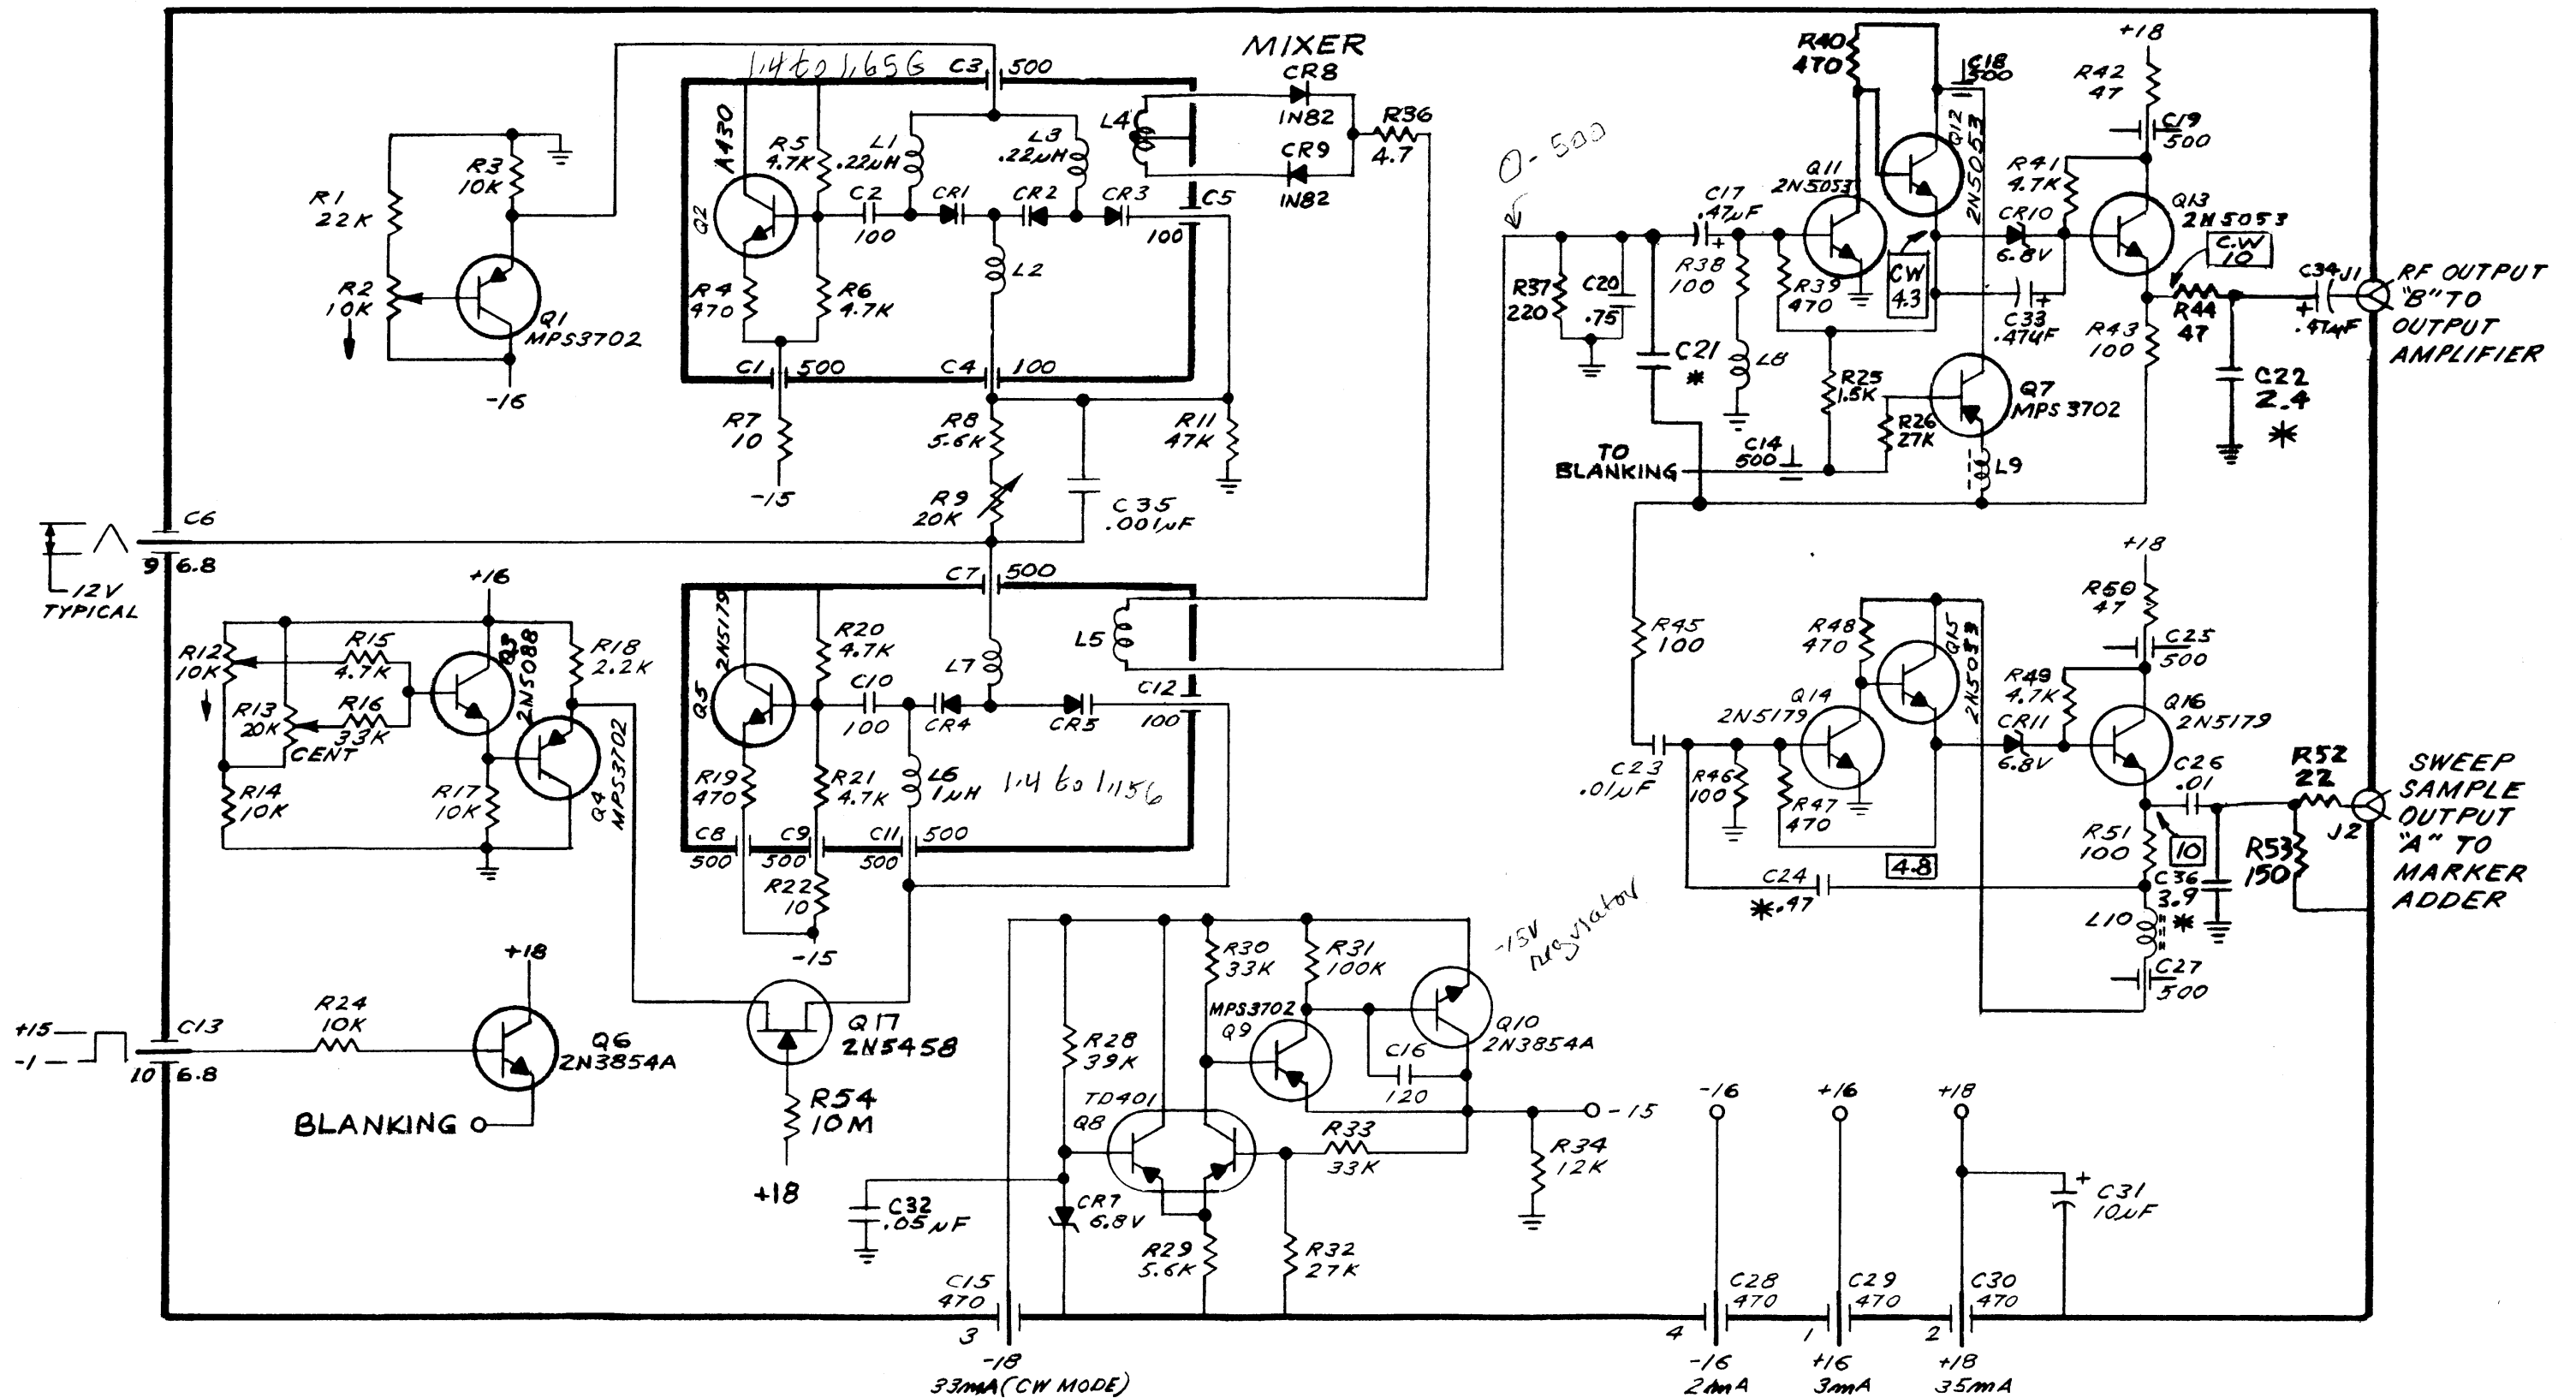 MIXER
1.4 to 1.65G
C3 500
CR8
1N82
CR9
1N82
R36
4.7
L4
A430
Q2
R5
4.7K
L1
.22µH
L3
.22µH
C2
100
CR1
CR2
CR3
C5
100
L2
R4
470
R6
4.7K
C1 500
C4 100
R7
10
-15
R8
5.6K
R9
20K
C35
.001µF
R11
47K
R1
22K
R2
10K
R3
10K
Q1
MPS3702
-16
C6
9 6.8
12V
TYPICAL
+16
R12
10K
R13
20K
CENT
R14
10K
R15
4.7K
R16
33K
Q3
2N5088
R17
10K
R18
2.2K
Q4
MPS3702
C7 500
2N5179
Q5
R20
4.7K
L7
L5
C10
100
CR4
CR5
C12
100
R19
470
R21
4.7K
L6
1µH
1.4 to 1.15G
C8
500
C9
500
C11 500
500
R22
10
-15
+15
-1
C13
10 6.8
R24
10K
+18
Q6
2N3854A
BLANKING
Q17
2N5458
R54
10M
+18
-15V
regulator
R30
33K
R31
100K
R28
39K
MPS3702
Q9
Q10
2N3854A
C16
120
TD401
Q8
R33
33K
-15
R34
12K
C32
.05µF
CR7
6.8V
R29
5.6K
R32
27K
C15
470
3
-18
33mA (CW MODE)
0-500
R37
220
C20
.75
C21
*
C17
.47µF
+
R38
100
L8
R39
470
Q11
2N5053
R40
470
C18
500
Q12
2N5053
CW
4.3
R41
4.7K
CR10
6.8V
C33
.47µF
+
+18
R42
47
C19
500
Q13
2N5053
C.W
10
R44
47
R43
100
C34
+
.47µF
J1
RF OUTPUT
"B" TO
OUTPUT
AMPLIFIER
C22
2.4
*
R25
1.5K
R26
27K
Q7
MPS 3702
L9
C14
500
TO
BLANKING
R45
100
C23
.01µF
R46
100
R47
470
Q14
2N5179
R48
470
Q15
2N5053
4.8
C24
*.47
R49
4.7K
CR11
6.8V
+18
R50
47
C25
500
Q16
2N5179
C26
.01
R52
22
J2
R51
100
10
C36
3.9
*
R53
150
L10
C27
500
SWEEP
SAMPLE
OUTPUT
"A" TO
MARKER
ADDER
-16
+16
+18
C31
10µF
+
C28
470
C29
470
C30
470
4
1
2
-16
2mA
+16
3mA
+18
35mA